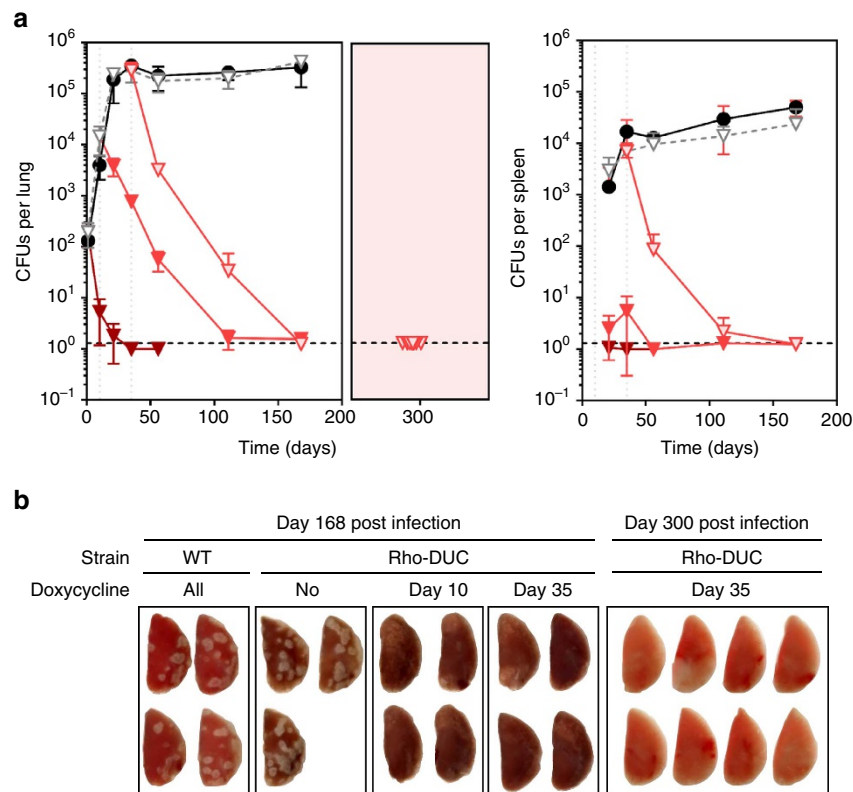 a
10⁶
10⁵
10⁴
10³
10²
10¹
10⁰
10⁻¹
CFUs per lung
0 50 100 150 200 300
Time (days)
10⁶
10⁵
10⁴
10³
10²
10¹
10⁰
10⁻¹
CFUs per spleen
0 50 100 150 200
Time (days)
b
Day 168 post infection Day 300 post infection
Strain WT Rho-DUC Rho-DUC
Doxycycline All No Day 10 Day 35 Day 35